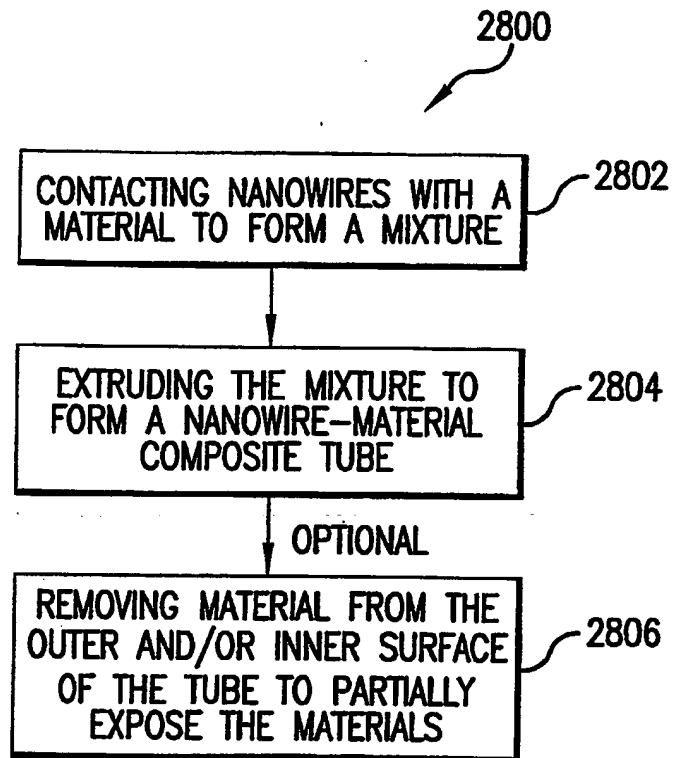 2800
CONTACTING NANOWIRES WITH A
MATERIAL TO FORM A MIXTURE
2802
EXTRUDING THE MIXTURE TO
FORM A NANOWIRE–MATERIAL
COMPOSITE TUBE
2804
OPTIONAL
REMOVING MATERIAL FROM THE
OUTER AND/OR INNER SURFACE
OF THE TUBE TO PARTIALLY
EXPOSE THE MATERIALS
2806